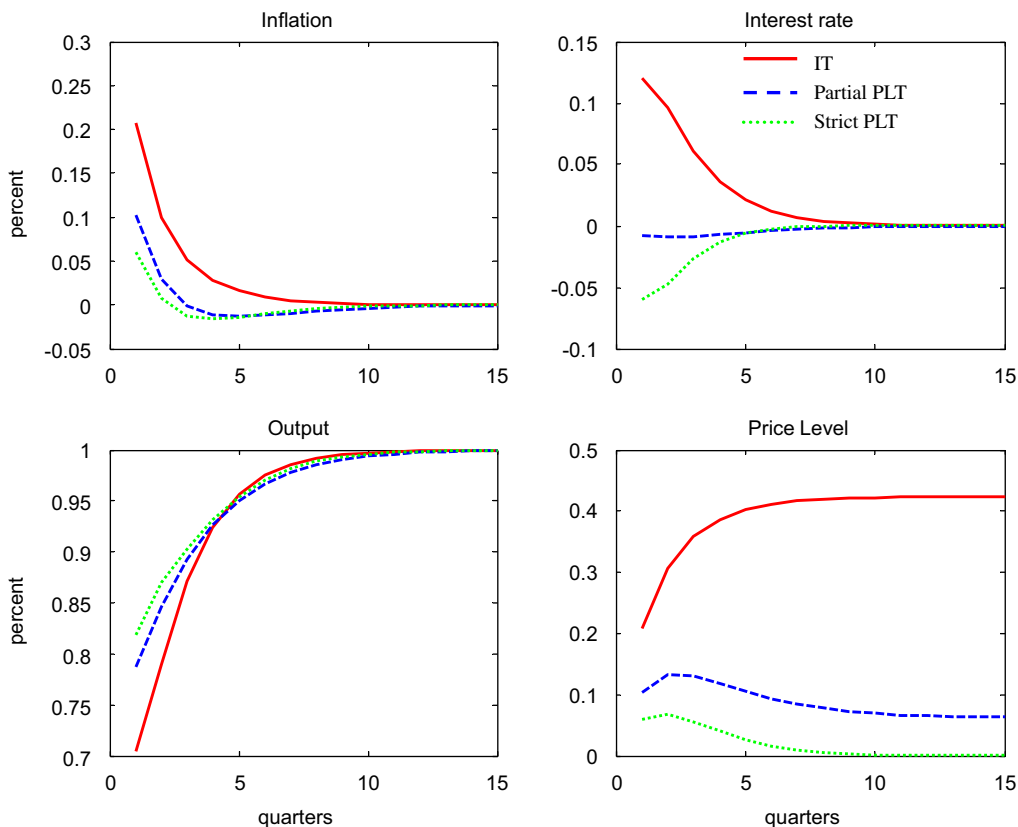 Inflation
0.3
0.25
0.2
0.15
0.1
0.05
0
-0.05
percent
0 5 10 15
Interest rate
0.15
0.1
0.05
0
-0.05
-0.1
IT
Partial PLT
Strict PLT
0 5 10 15
Output
1
0.95
0.9
0.85
0.8
0.75
0.7
percent
0 5 10 15
quarters
Price Level
0.5
0.4
0.3
0.2
0.1
0
0 5 10 15
quarters